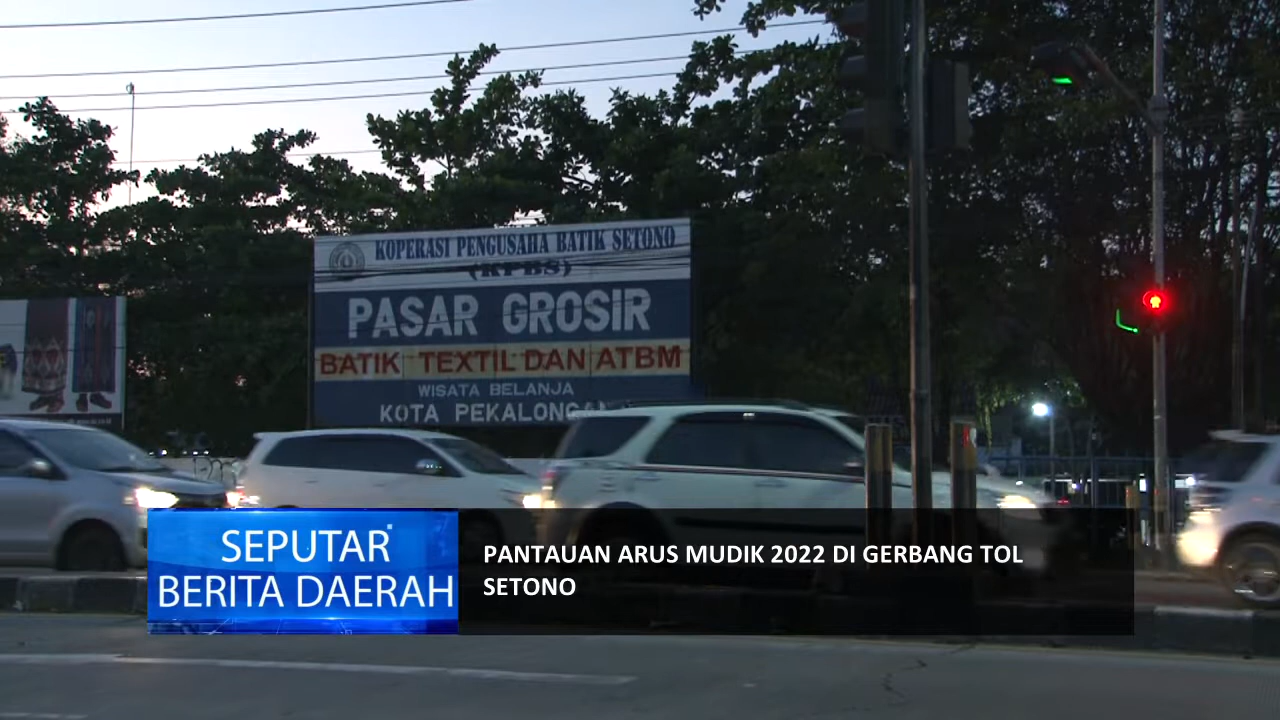 KOPERASI PENGUSAHA BATIK SETONO
(KPBS)
PASAR GROSIR
BATIK TEXTIL DAN ATBM
WISATA BELANJA
KOTA PEKALONGAN
SEPUTAR
BERITA DAERAH
PANTAUAN ARUS MUDIK 2022 DI GERBANG TOL
SETONO